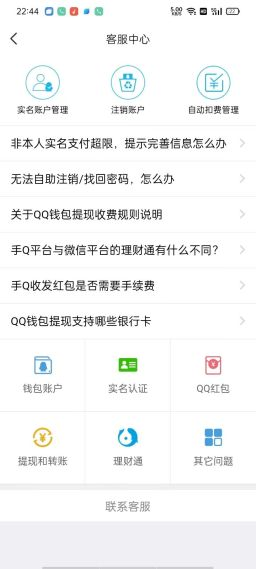 22:44
5.00 KB/S
22
客服中心
实名账户管理
注销账户
自动扣费管理
非本人实名支付超限，提示完善信息怎么办
无法自助注销/找回密码，怎么办
关于QQ钱包提现收费规则说明
手Q平台与微信平台的理财通有什么不同？
手Q收发红包是否需要手续费
QQ钱包提现支持哪些银行卡
钱包账户
实名认证
QQ红包
提现和转账
理财通
其它问题
联系客服